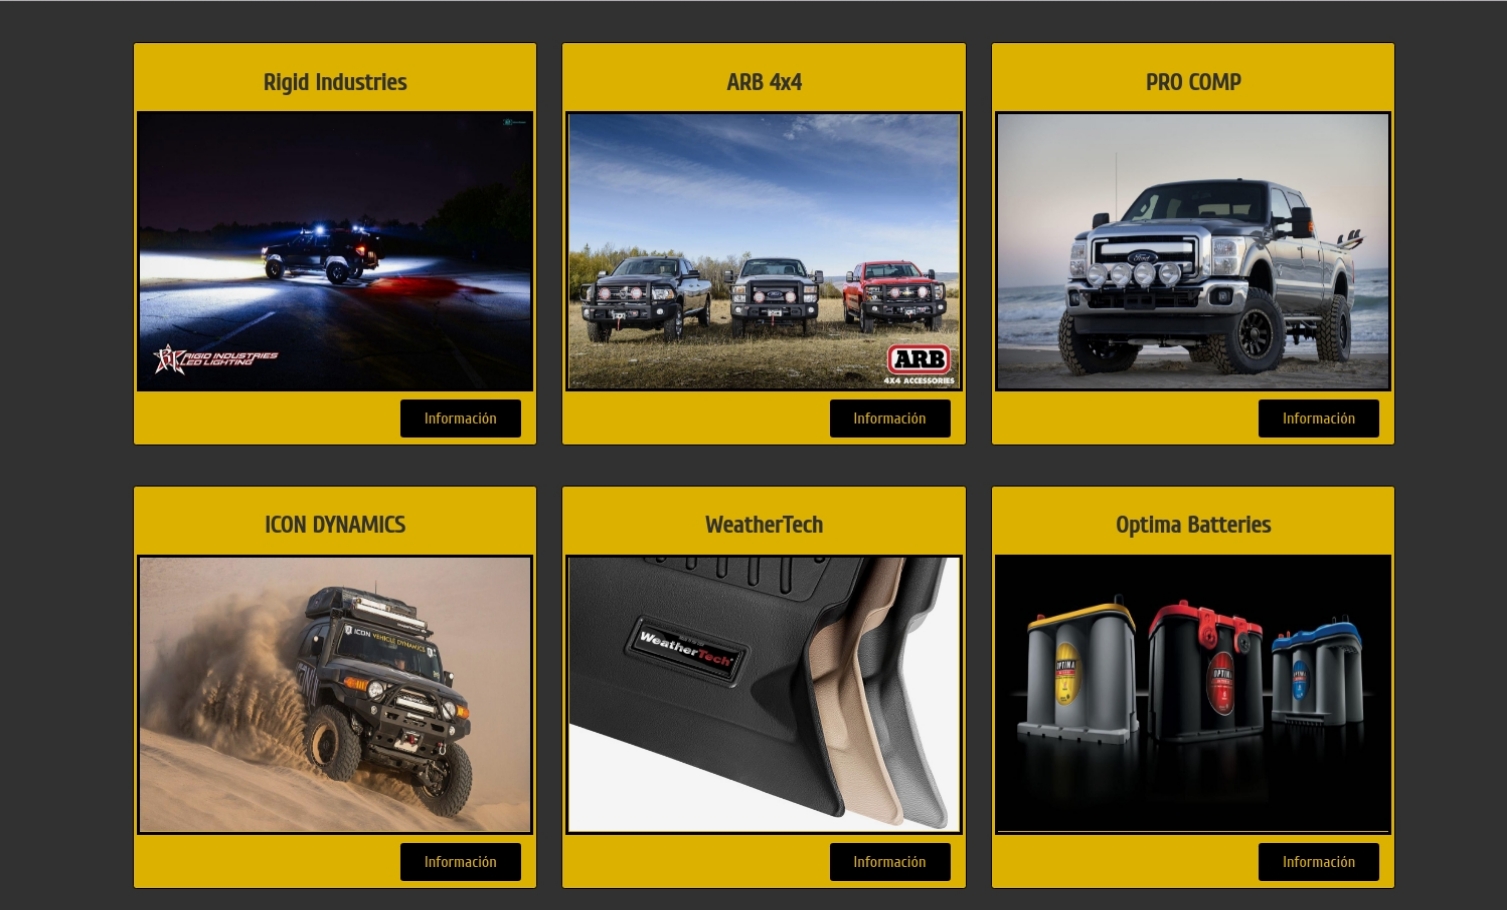 Rigid Industries
ARB 4x4
PRO COMP
RIGID INDUSTRIES
LED LIGHTING
ARB
4X4 ACCESSORIES
Ford
Información
Información
Información
ICON DYNAMICS
WeatherTech
Optima Batteries
ICON VEHICLE DYNAMICS
WeatherTech
OPTIMA
OPTIMA
OPTIMA
Información
Información
Información